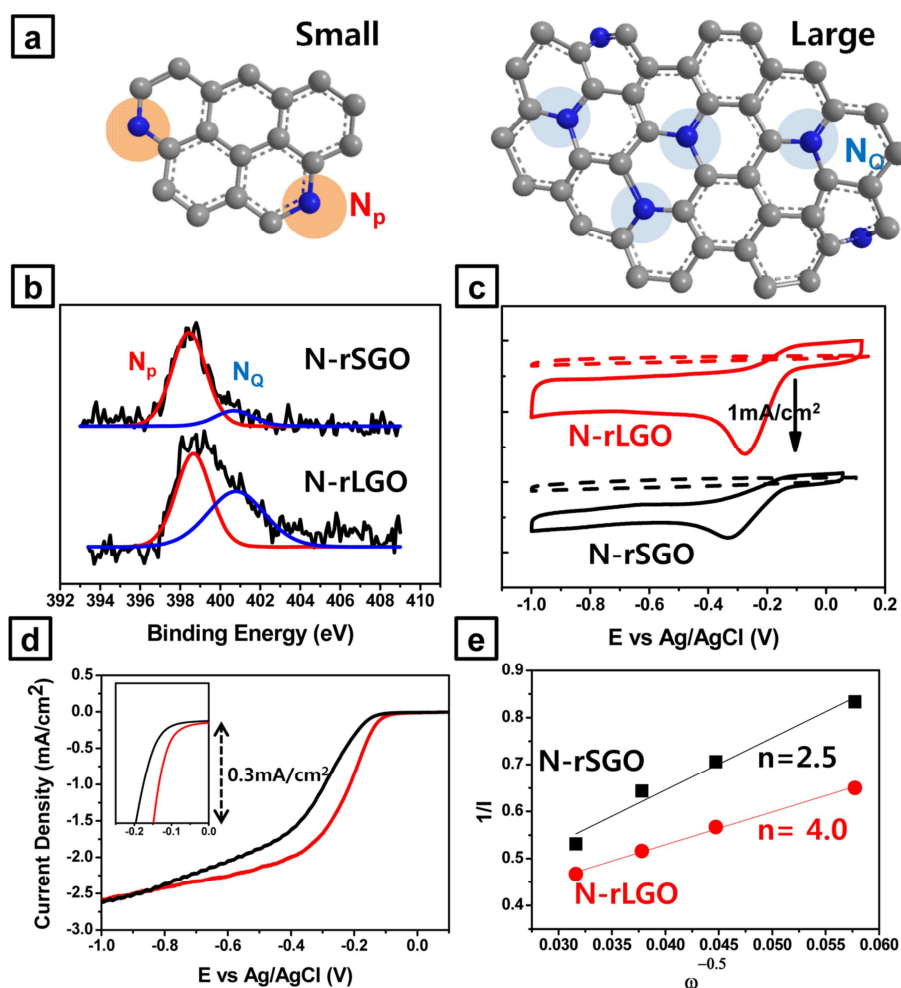 a
Small
Large
Np
NQ
b
Np
NQ
N-rSGO
N-rLGO
392 394 396 398 400 402 404 406 408 410
Binding Energy (eV)
c
1mA/cm²
N-rLGO
N-rSGO
-1.0 -0.8 -0.6 -0.4 -0.2 0.0 0.2
E vs Ag/AgCl (V)
d
0.5
0.0
-0.5
-1.0
-1.5
-2.0
-2.5
-3.0
Current Density (mA/cm²)
-0.2 -0.1 0.0
0.3mA/cm²
-1.0 -0.8 -0.6 -0.4 -0.2 0.0
E vs Ag/AgCl (V)
e
0.9
0.8
0.7
0.6
0.5
0.4
1/I
N-rSGO
n=2.5
n= 4.0
N-rLGO
0.030 0.035 0.040 0.045 0.050 0.055 0.060
ω⁻⁰·⁵